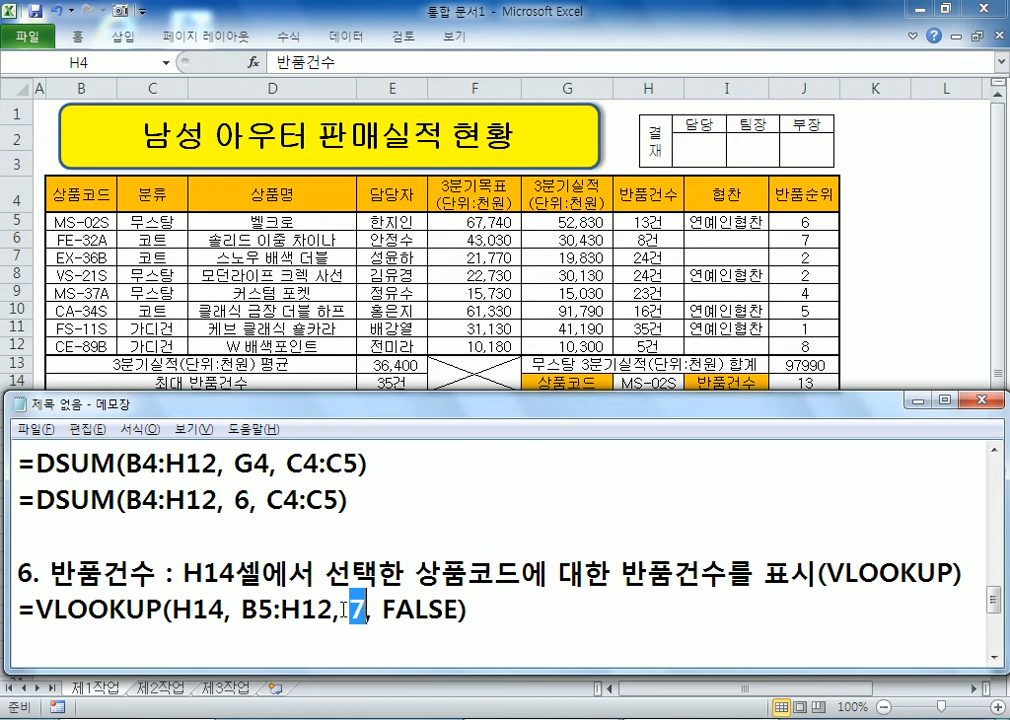 통합 문서1 - Microsoft Excel
파일 홈 삽입 페이지 레이아웃 수식 데이터 검토 보기
H4 fx 반품건수
A B C D E F G H I J K L
1 남성 아우터 판매실적 현황 결재 담당 팀장 부장
2
3
4 상품코드 분류 상품명 담당자 3분기목표 (단위:천원) 3분기실적 (단위:천원) 반품건수 협찬 반품순위
5 MS-02S 무스탕 벨크로 한지인 67,740 52,830 13건 연예인협찬 6
6 FE-32A 코트 솔리드 이중 차이나 안정수 43,030 30,430 8건 7
7 EX-36B 코트 스노우 배색 더블 성윤하 21,770 19,830 24건 2
8 VS-21S 무스탕 모던라이프 크렉 사선 김유경 22,730 30,130 24건 연예인협찬 2
9 MS-37A 무스탕 커스텀 포켓 정유수 15,730 15,030 23건 4
10 CA-34S 코트 클래식 금장 더블 하프 홍은지 61,330 91,790 16건 연예인협찬 5
11 FS-11S 가디건 케브 클래식 숄카라 배강열 31,130 41,190 35건 연예인협찬 1
12 CE-89B 가디건 W 배색포인트 전미라 10,180 10,300 5건 8
13 3분기실적(단위:천원) 평균 36,400 무스탕 3분기실적(단위:천원) 합계 97990
14 최대 반품건수 35건 상품코드 MS-02S 반품건수 13
제목 없음 - 메모장
파일(F) 편집(E) 서식(O) 보기(V) 도움말(H)
=DSUM(B4:H12, G4, C4:C5)
=DSUM(B4:H12, 6, C4:C5)
6. 반품건수 : H14셀에서 선택한 상품코드에 대한 반품건수를 표시(VLOOKUP)
=VLOOKUP(H14, B5:H12, 7, FALSE)
제1작업 제2작업 제3작업
준비 100%